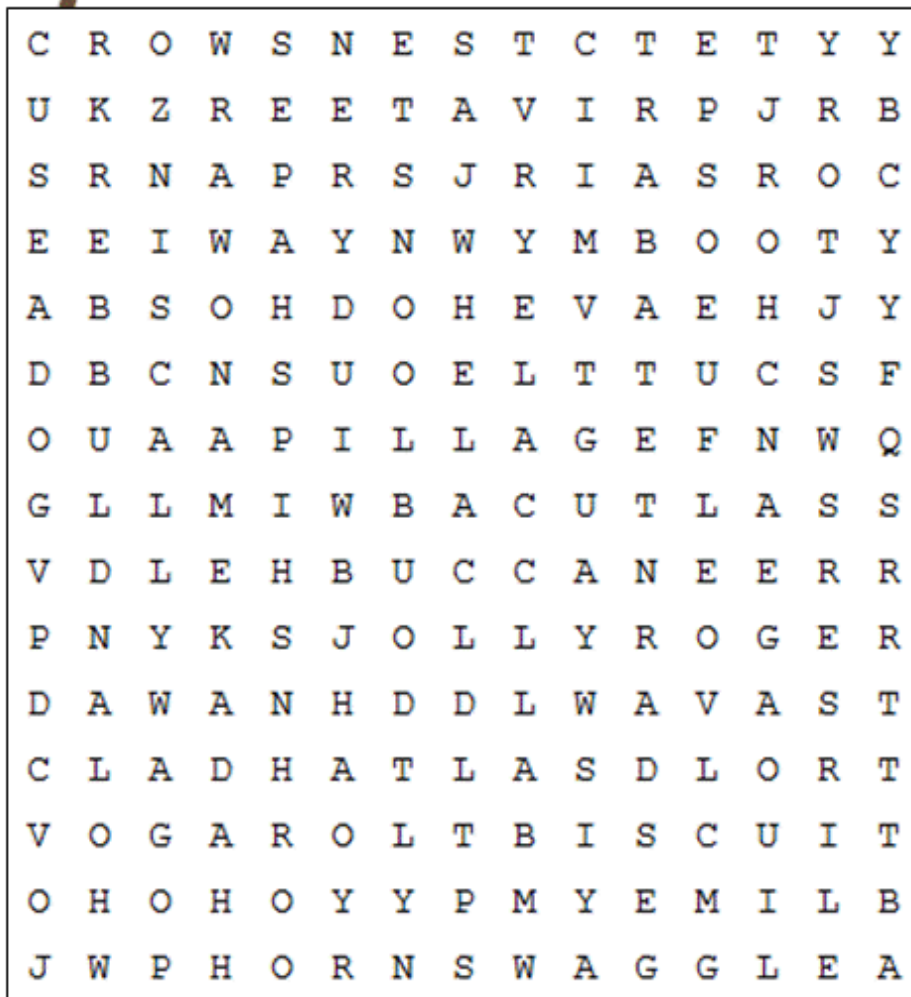 C R O W S N E S T C T E T Y Y
U K Z R E E T A V I R P J R B
S R N A P R S J R I A S R O C
E E I W A Y N W Y M B O O T Y
A B S O H D O H E V A E H J Y
D B C N S U O E L T T U C S F
O U A A P I L L A G E F N W Q
G L L M I W B A C U T L A S S
V D L E H B U C C A N E E R R
P N Y K S J O L L Y R O G E R
D A W A N H D D L W A V A S T
C L A D H A T L A S D L O R T
V O G A R O L T B I S C U I T
O H O H O Y Y P M Y E M I L B
J W P H O R N S W A G G L E A